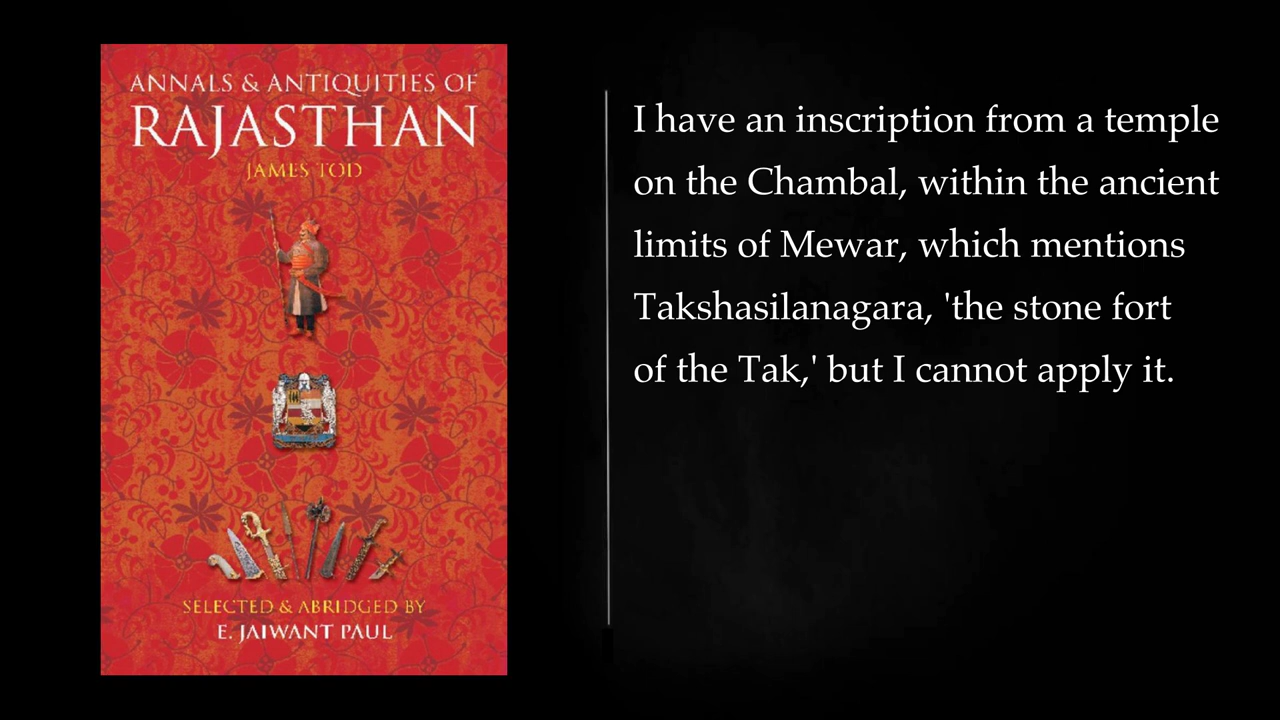 ANNALS & ANTIQUITIES OF
RAJASTHAN
JAMES TOD
SELECTED & ABRIDGED BY
E. JAIWANT PAUL
I have an inscription from a temple
on the Chambal, within the ancient
limits of Mewar, which mentions
Takshasilanagara, 'the stone fort
of the Tak,' but I cannot apply it.